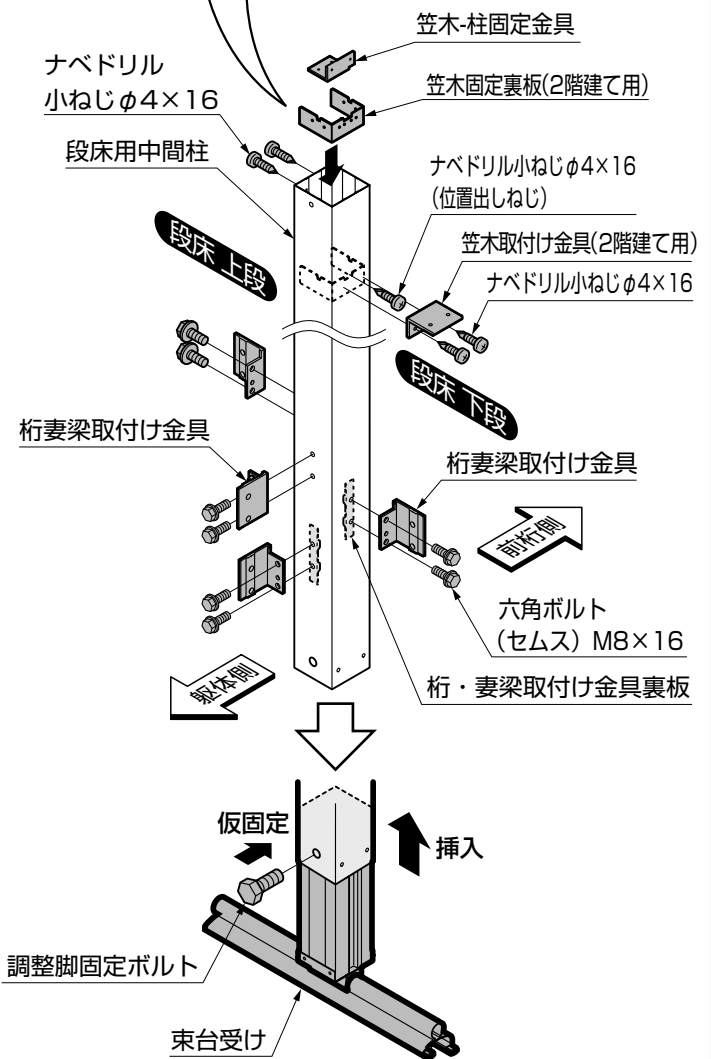 笠木-柱固定金具
ナベドリル
小ねじφ4×16
笠木固定裏板(2階建て用)
段床用中間柱
ナベドリル小ねじφ4×16
(位置出しねじ)
段床 上段
笠木取付け金具(2階建て用)
ナベドリル小ねじφ4×16
段床 下段
桁妻梁取付け金具
桁妻梁取付け金具
前桁側
六角ボルト
(セムス) M8×16
躯体側
桁・妻梁取付け金具裏板
仮固定
挿入
調整脚固定ボルト
束台受け